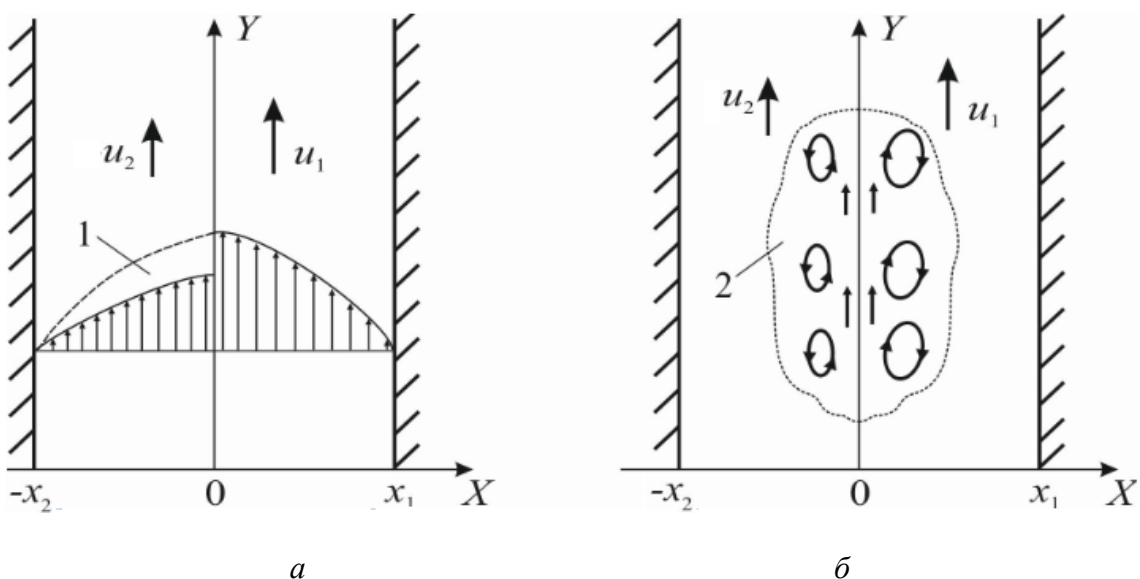 Y Y
u₂ u₁ u₂ u₁
1 2
-x₂ 0 x₁ X -x₂ 0 x₁ X
а б